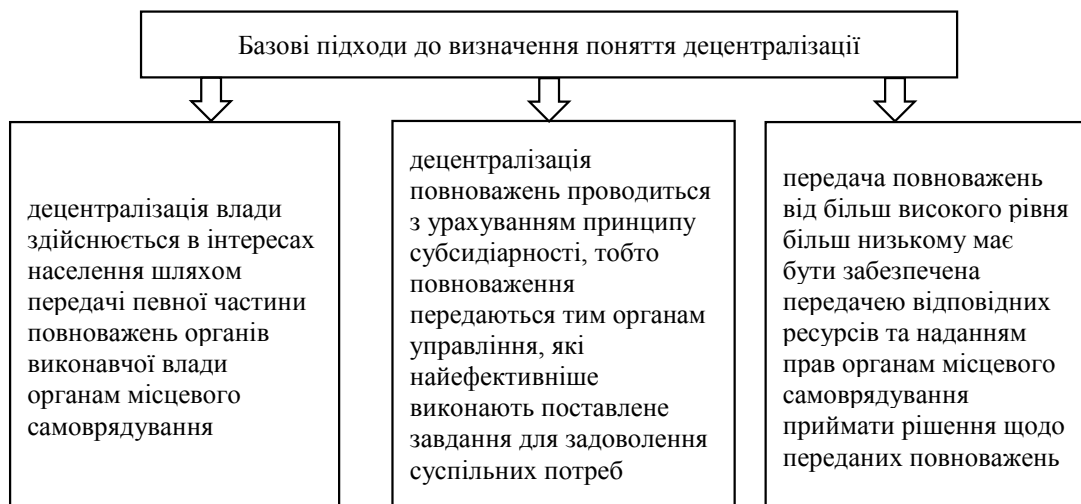 Базові підходи до визначення поняття децентралізації
децентралізація влади
здійснюється в інтересах
населення шляхом
передачі певної частини
повноважень органів
виконавчої влади
органам місцевого
самоврядування
децентралізація
повноважень проводиться
з урахуванням принципу
субсидіарності, тобто
повноваження
передаються тим органам
управління, які
найефективніше
виконають поставлене
завдання для задоволення
суспільних потреб
передача повноважень
від більш високого рівня
більш низькому має
бути забезпечена
передачею відповідних
ресурсів та наданням
прав органам місцевого
самоврядування
приймати рішення щодо
переданих повноважень